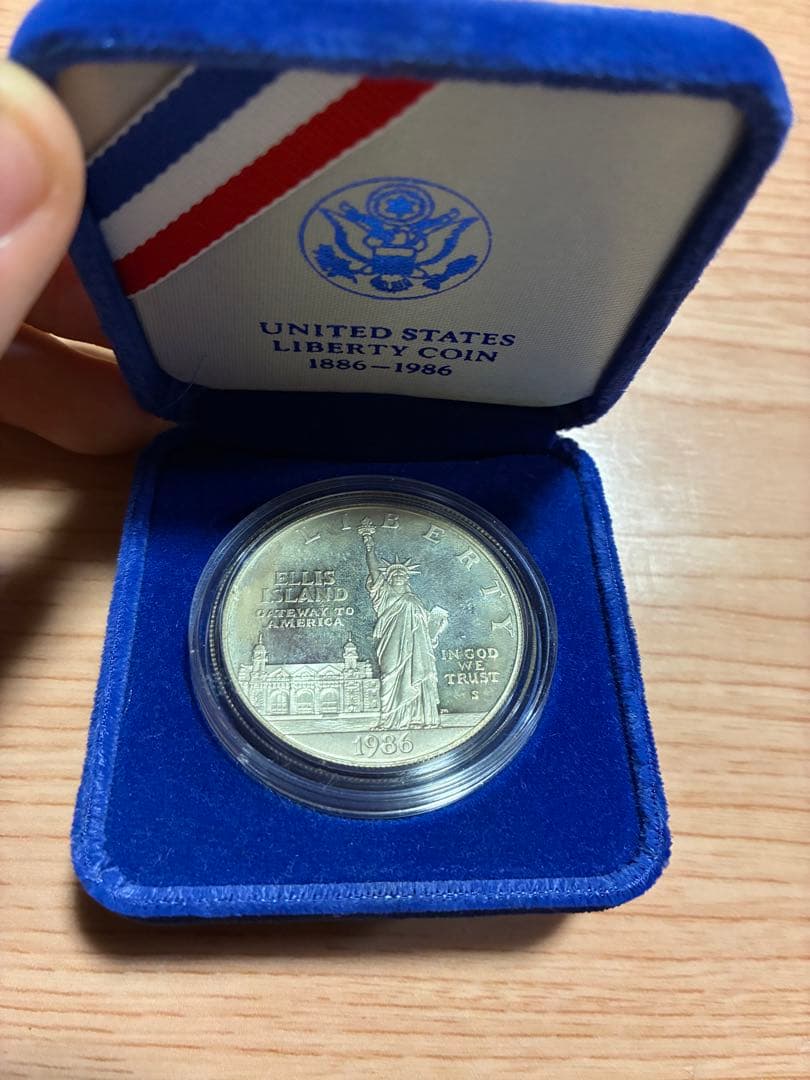 UNITED STATES
LIBERTY COIN
1886–1986
LIBERTY
ELLIS
ISLAND
GATEWAY TO
AMERICA
IN GOD
WE
TRUST
S
1986